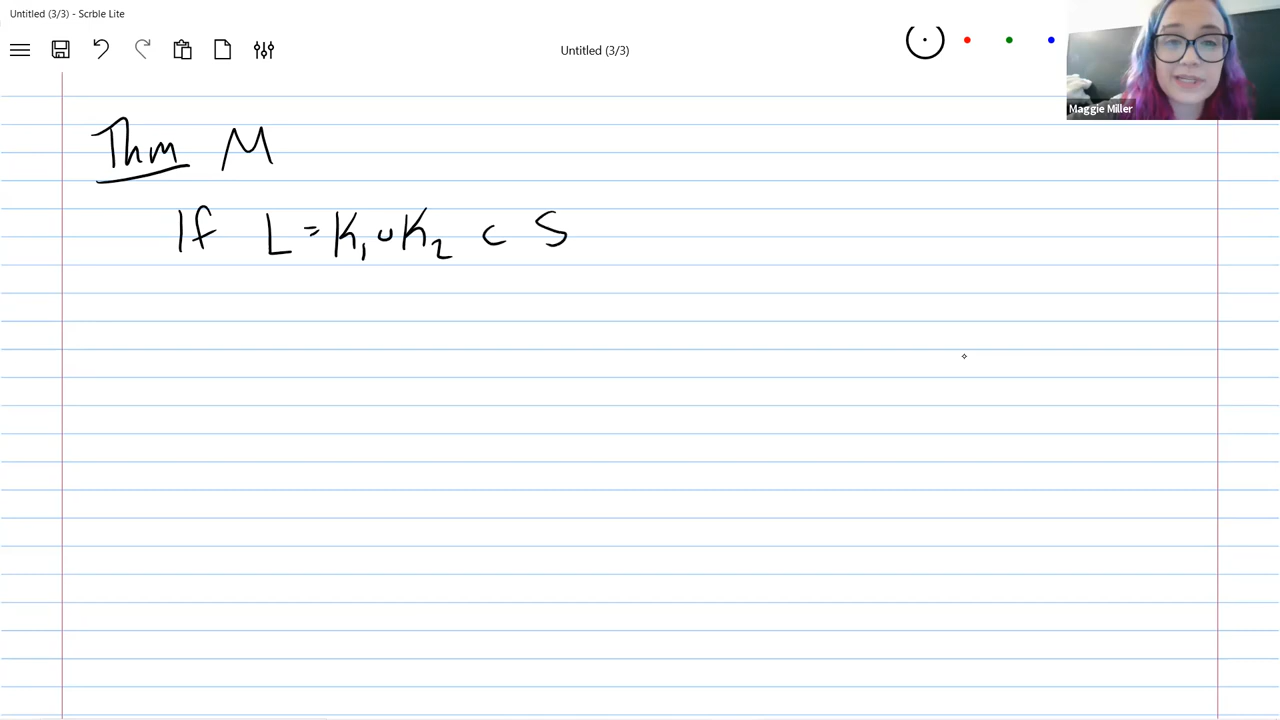 Untitled (3/3) - Scrble Lite
Untitled (3/3)
Maggie Miller
Thm M
If L = K₁ ∪ K₂ ⊂ S